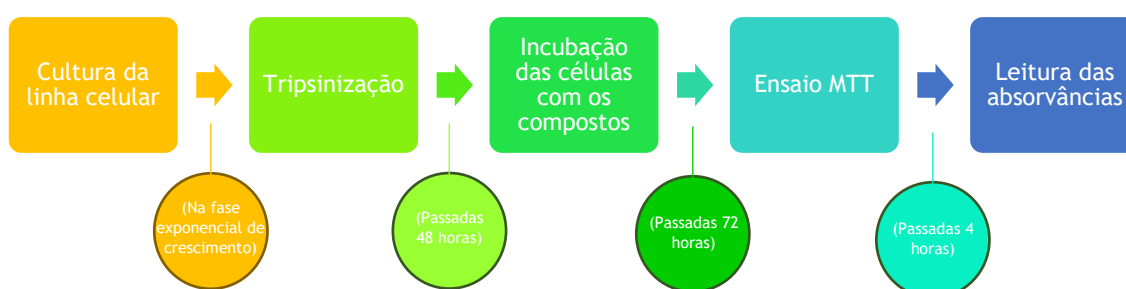 Cultura da
linha celular
Tripsinização
Incubação
das células
com os
compostos
Ensaio MTT
Leitura das
absorvâncias
(Na fase
exponencial de
crescimento)
(Passadas
48 horas)
(Passadas 72
horas)
(Passadas 4
horas)